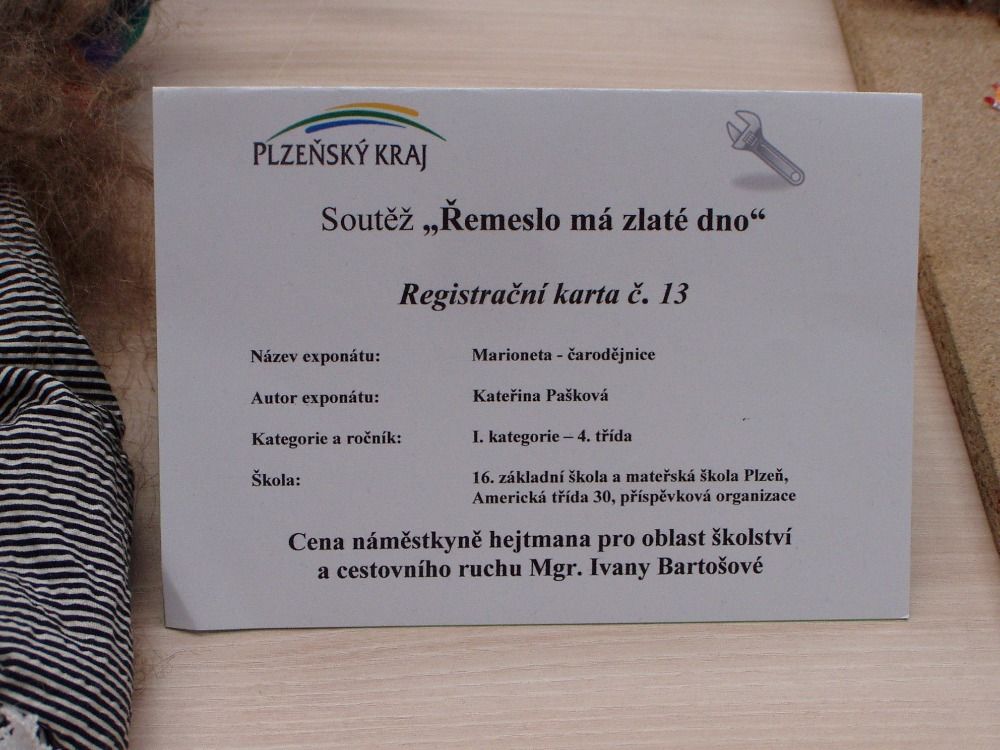 PLZEŇSKÝ KRAJ
Soutěž „Řemeslo má zlaté dno“
Registrační karta č. 13
Název exponátu: Marioneta - čarodějnice
Autor exponátu: Kateřina Pašková
Kategorie a ročník: I. kategorie – 4. třída
Škola: 16. základní škola a mateřská škola Plzeň,
Americká třída 30, příspěvková organizace
Cena náměstkyně hejtmana pro oblast školství
a cestovního ruchu Mgr. Ivany Bartošové